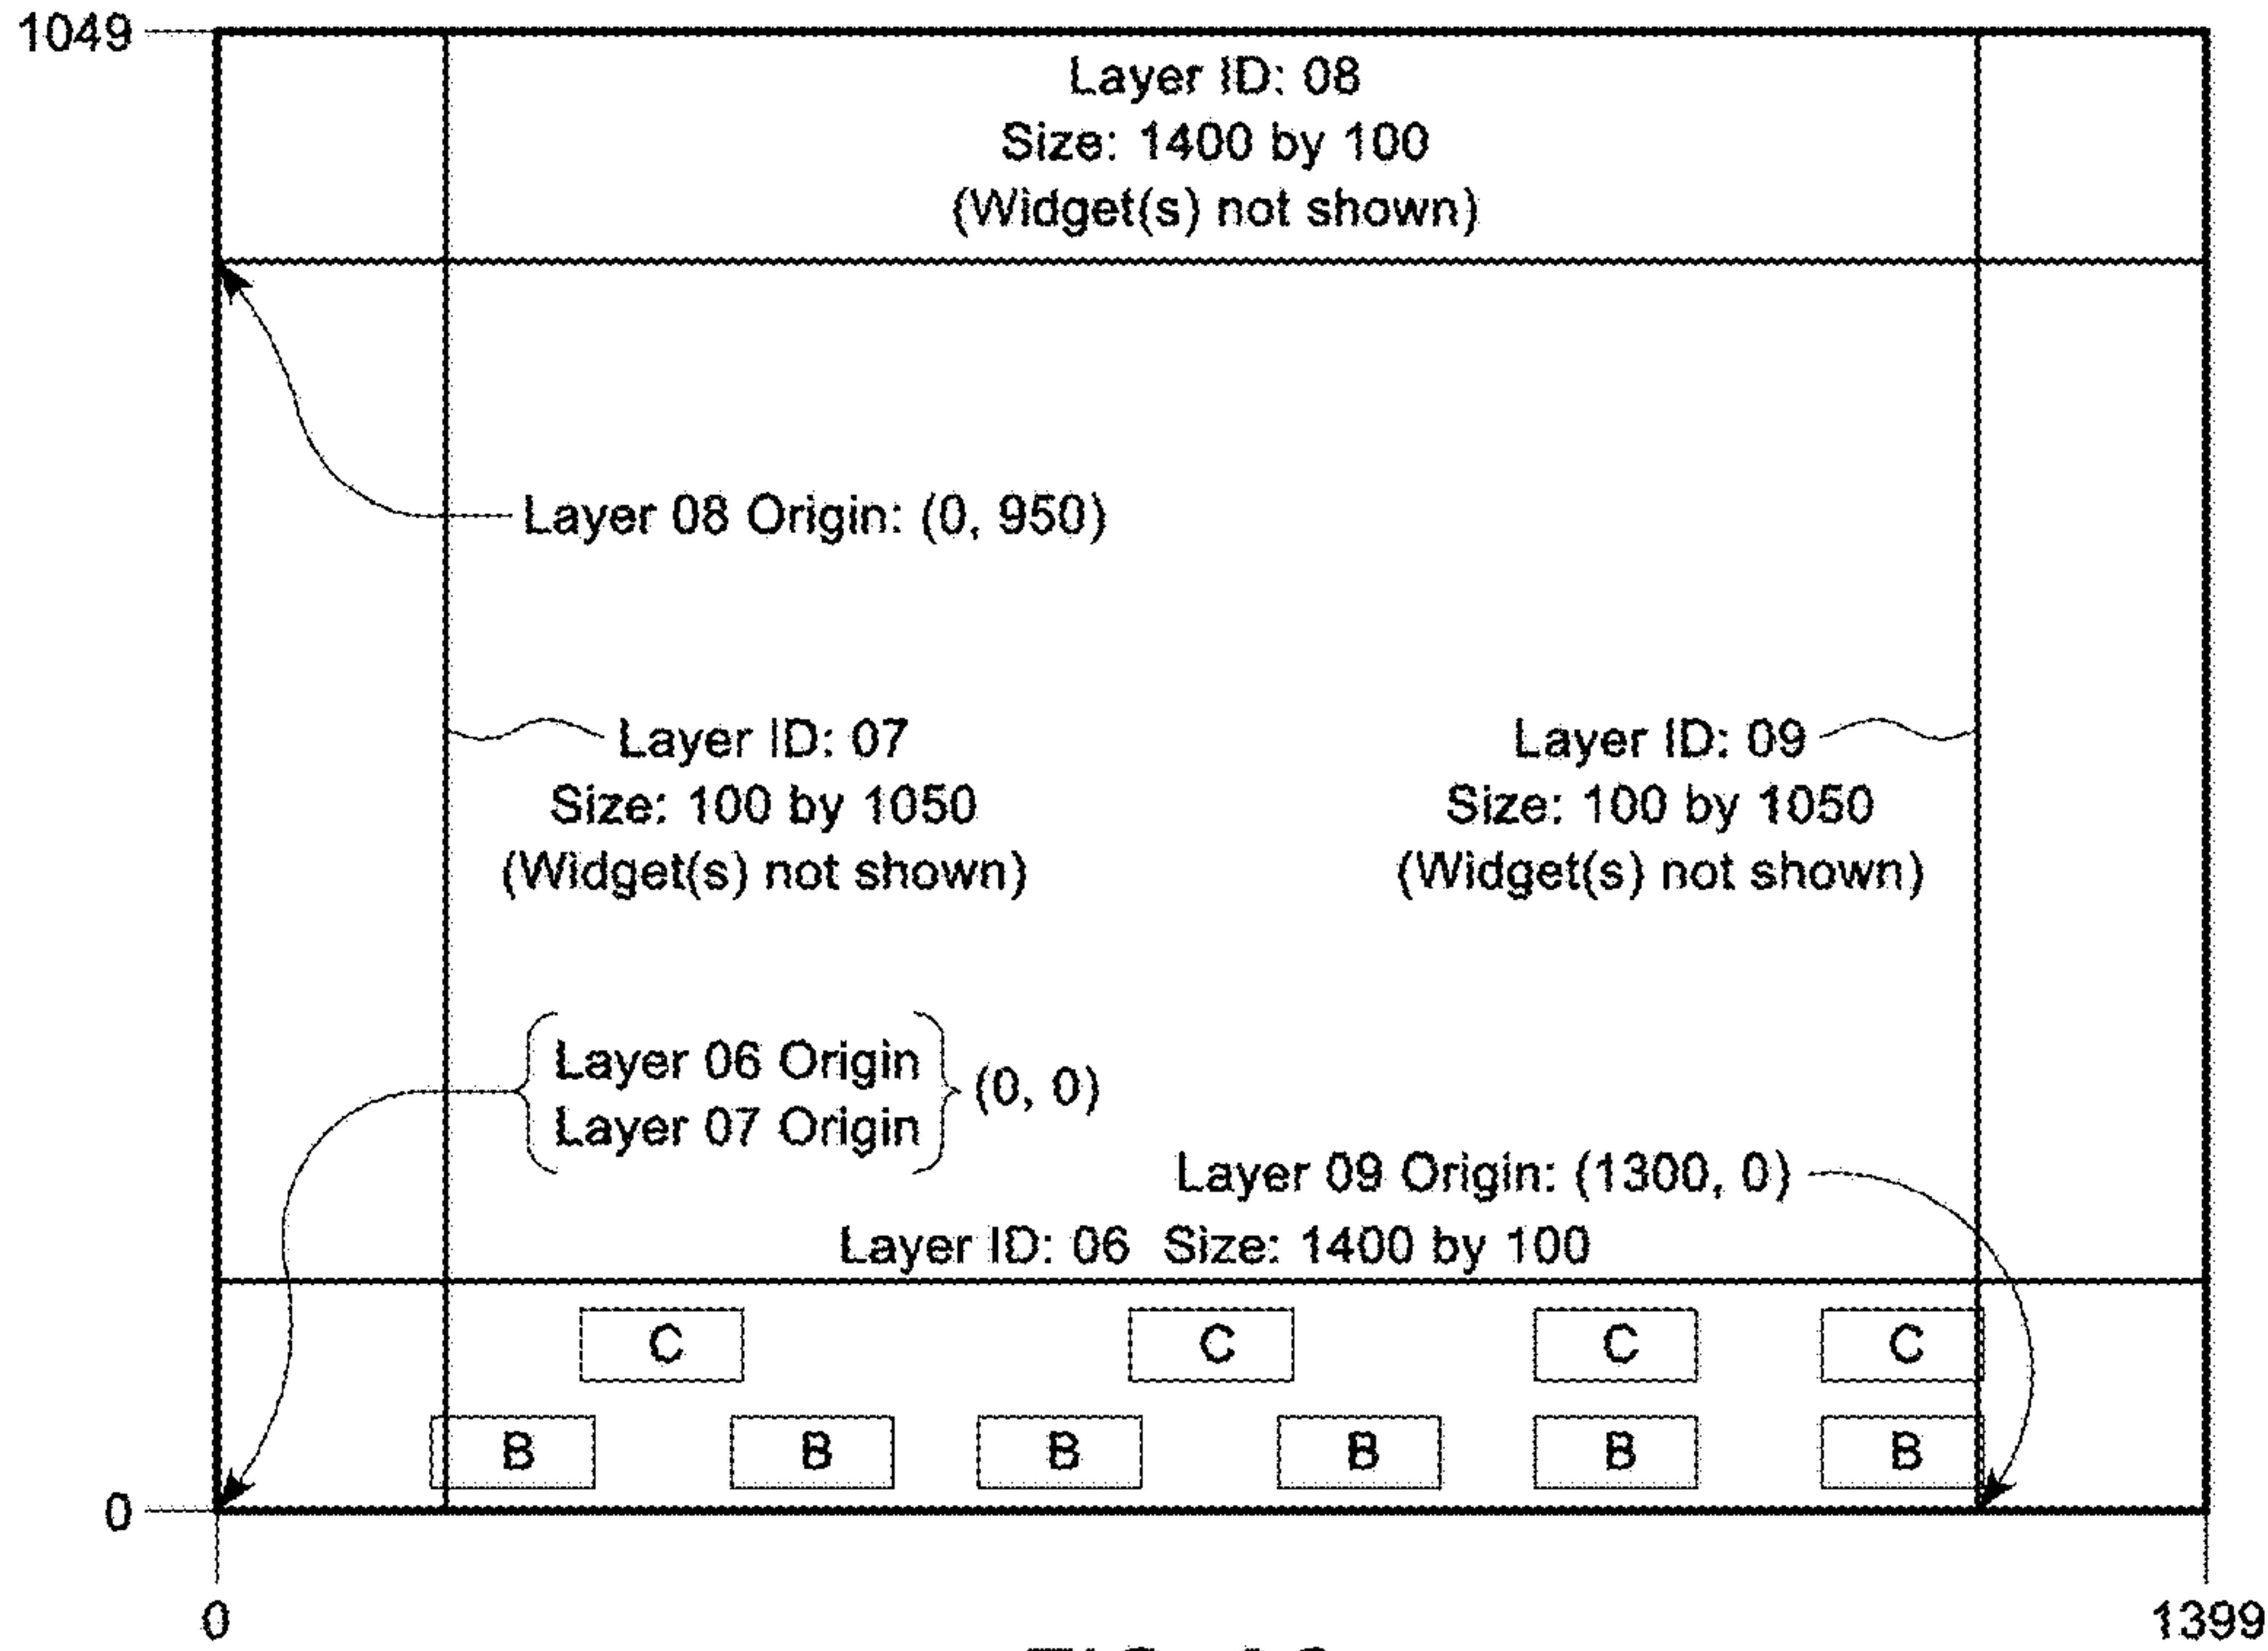 1049
Layer ID: 08
Size: 1400 by 100
(Widget(s) not shown)
Layer 08 Origin: (0, 950)
Layer ID: 07
Size: 100 by 1050
(Widget(s) not shown)
Layer ID: 09
Size: 100 by 1050
(Widget(s) not shown)
Layer 06 Origin
Layer 07 Origin
(0, 0)
Layer 09 Origin: (1300, 0)
Layer ID: 06 Size: 1400 by 100
C C C C
B B B B B B
0
0 1399